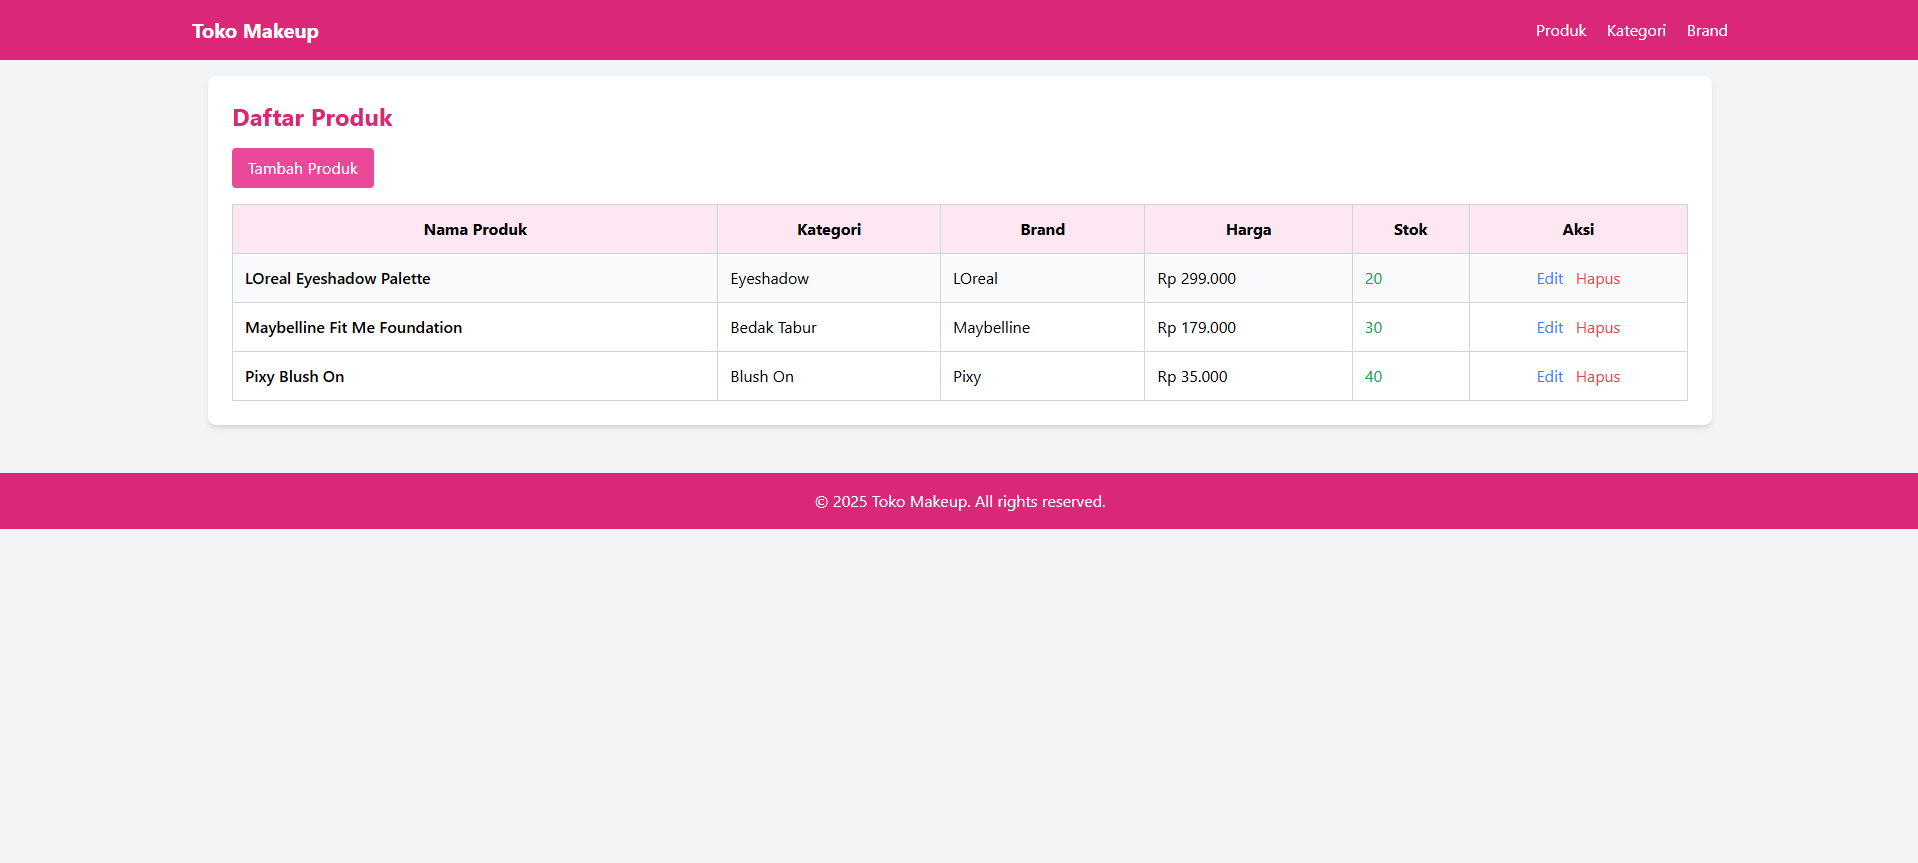 Toko Makeup Produk Kategori Brand
Daftar Produk
Tambah Produk
Nama Produk Kategori Brand Harga Stok Aksi
LOreal Eyeshadow Palette Eyeshadow LOreal Rp 299.000 20 Edit Hapus
Maybelline Fit Me Foundation Bedak Tabur Maybelline Rp 179.000 30 Edit Hapus
Pixy Blush On Blush On Pixy Rp 35.000 40 Edit Hapus
© 2025 Toko Makeup. All rights reserved.